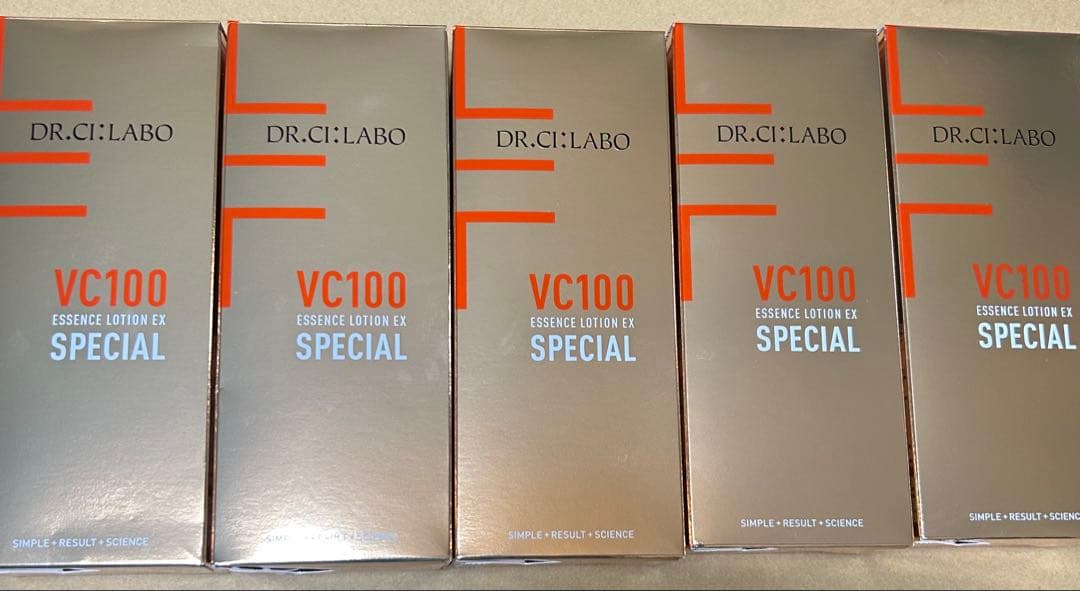 DR.CI:LABO
VC100
ESSENCE LOTION EX
SPECIAL
SIMPLE + RESULT + SCIENCE
DR.CI:LABO
VC100
ESSENCE LOTION EX
SPECIAL
DR.CI:LABO
VC100
ESSENCE LOTION EX
SPECIAL
SIMPLE + RESULT + SCIENCE
DR.CI:LABO
VC100
ESSENCE LOTION EX
SPECIAL
SIMPLE + RESULT + SCIENCE
DR.CI:LABO
VC100
ESSENCE LOTION EX
SPECIAL
SIMPLE + RESULT + SCIENC